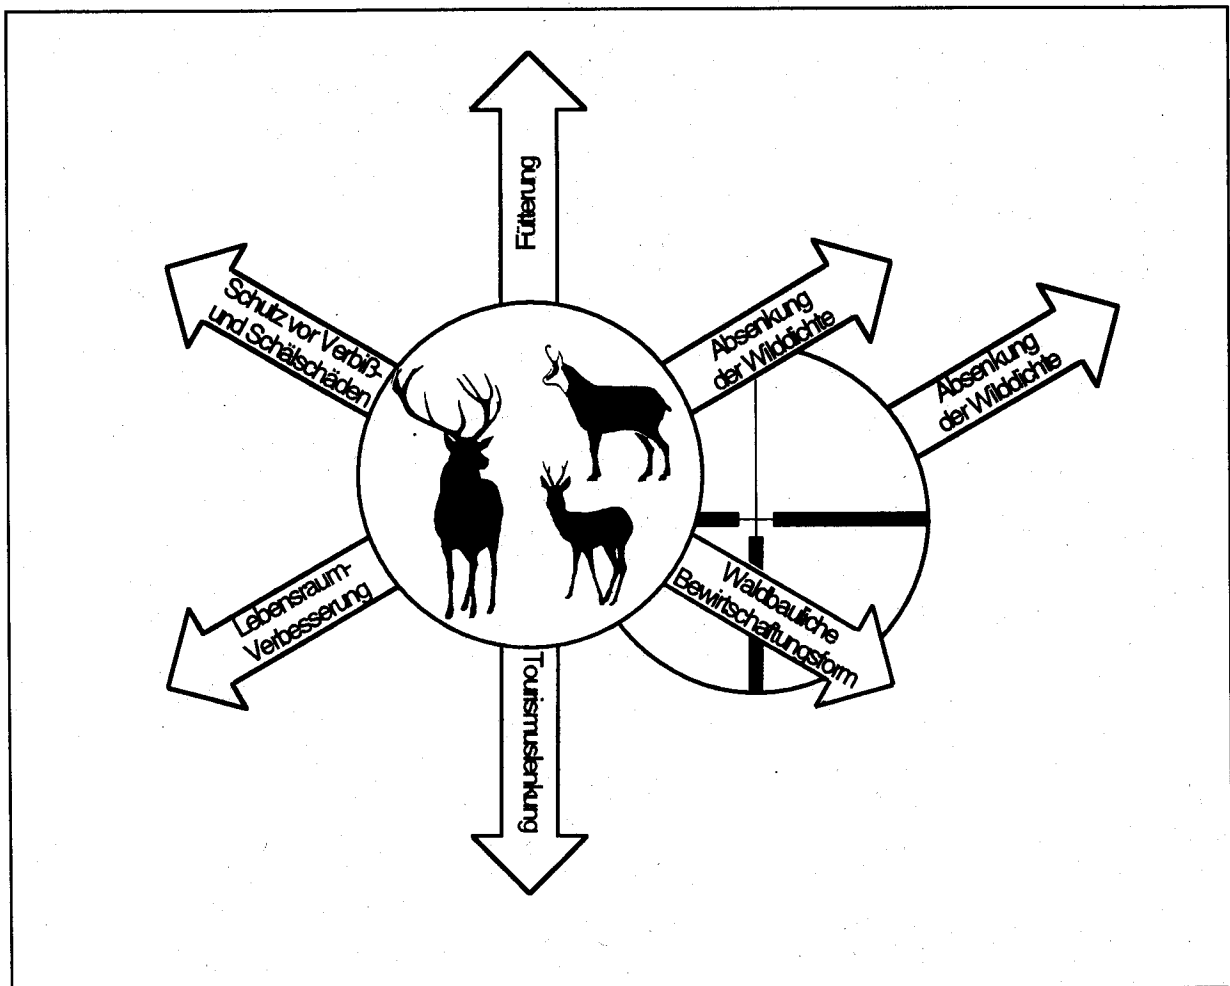 Fütterung
Schutz vor Verbiß-
und Schälschäden
Absenkung
der Wilddichte
Absenkung
der Wilddichte
Lebensraum-
Verbesserung
Waldbauliche
Bewirtschaftungsform
Tourismuslenkung